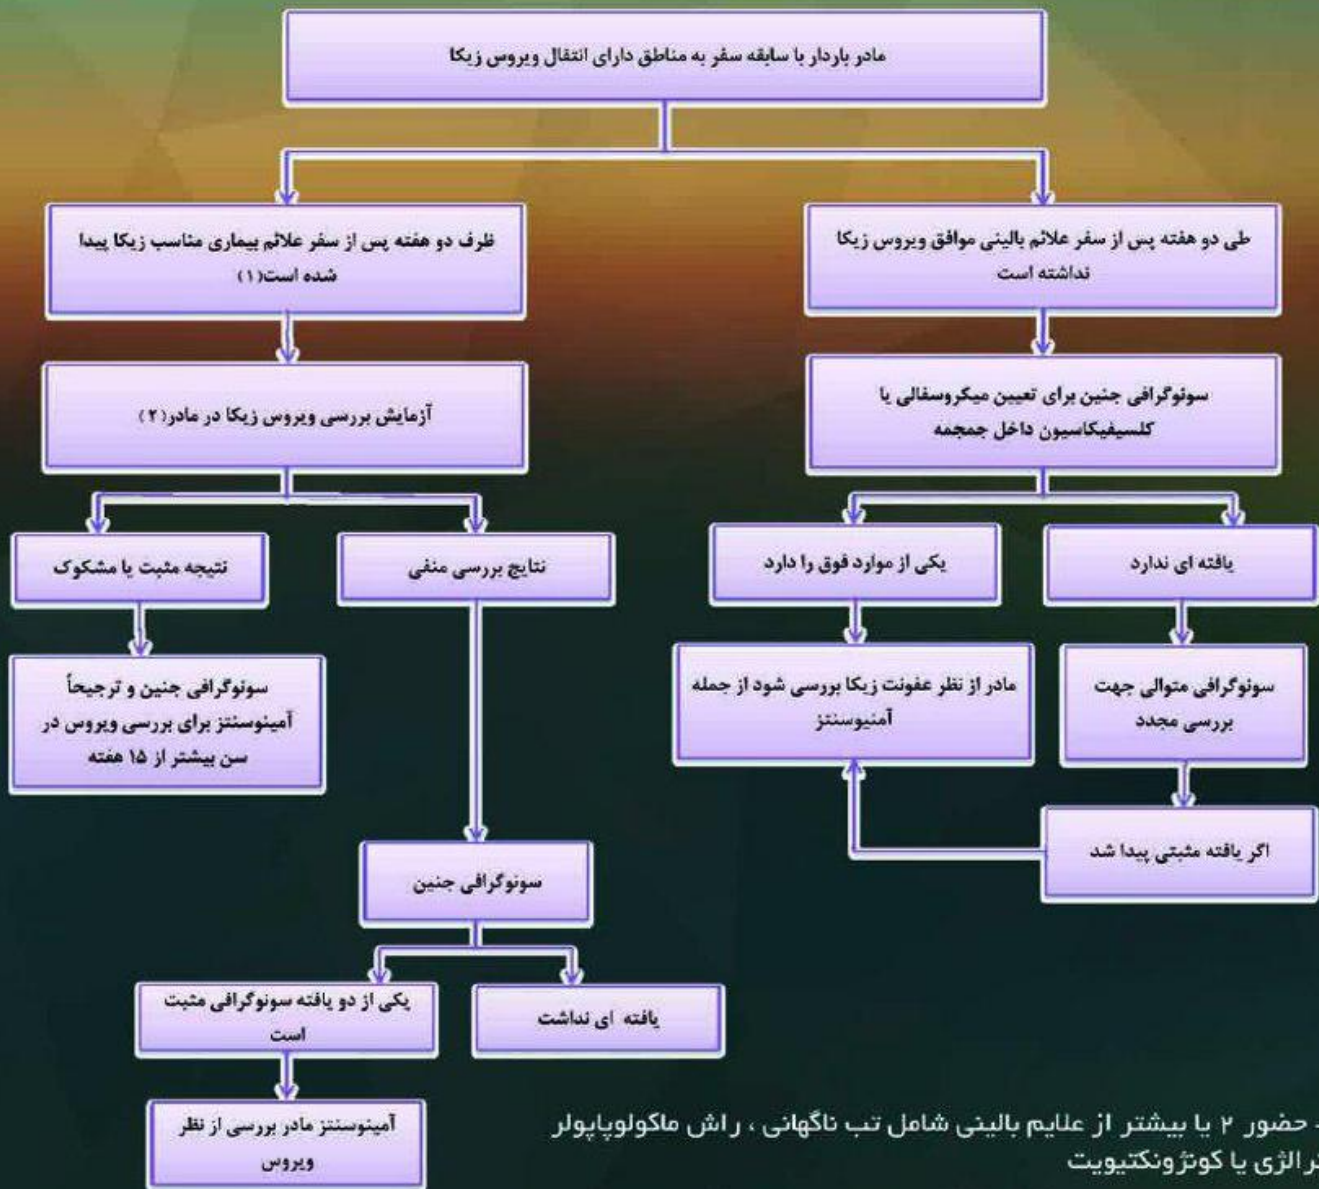 مادر باردار با سابقه سفر به مناطق دارای انتقال ویروس زیکا
طی دو هفته پس از سفر علائم بالینی موافق ویروس زیکا
نداشته است
ظرف دو هفته پس از سفر علائم بیماری مناسب زیکا پیدا
شده است(۱)
سونوگرافی جنین برای تعیین میکروسفالی یا
کلسیفیکاسیون داخل جمجمه
آزمایش بررسی ویروس زیکا در مادر(۲)
یافته ای ندارد
یکی از موارد فوق را دارد
نتایج بررسی منفی
نتیجه مثبت یا مشکوک
سونوگرافی متوالی جهت
بررسی مجدد
مادر از نظر عفونت زیکا بررسی شود از جمله
آمنیوسنتز
سونوگرافی جنین و ترجیحاً
آمینوسنتز برای بررسی ویروس در
سن بیشتر از ۱۵ هفته
اگر یافته مثبتی پیدا شد
سونوگرافی جنین
یافته ای نداشت
یکی از دو یافته سونوگرافی مثبت
است
آمینوسنتز مادر بررسی از نظر
ویروس
- حضور ۲ یا بیشتر از علایم بالینی شامل تب ناگهانی ، راش ماکولوپاپولر
یا کونژونکتیویت